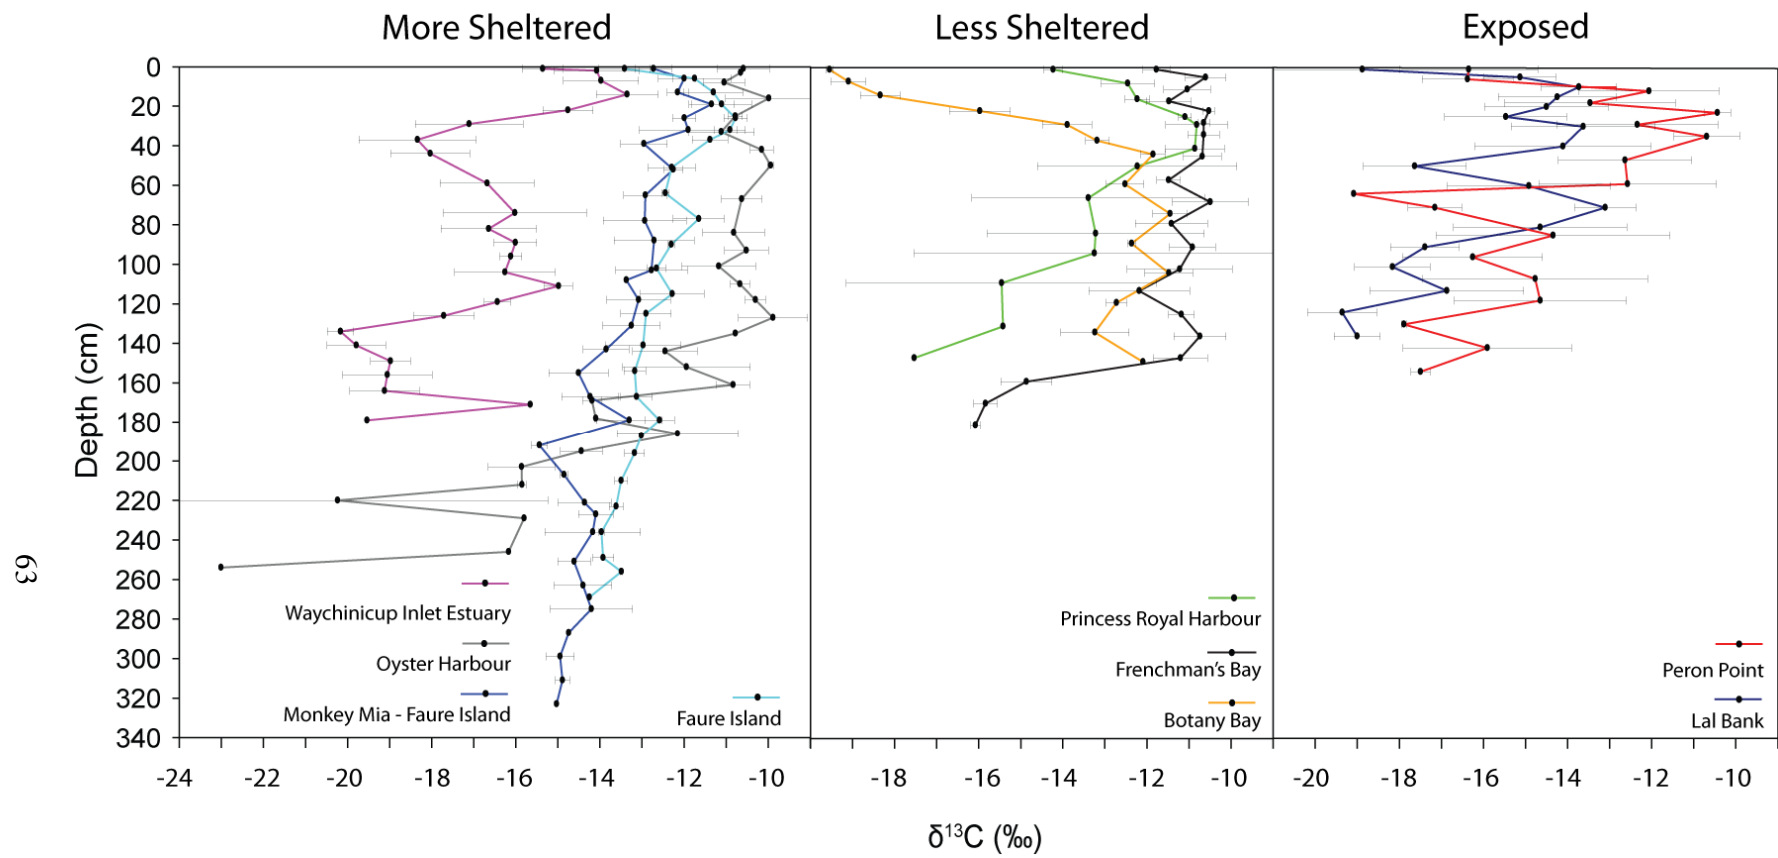 More Sheltered
Less Sheltered
Exposed
0
20
40
60
80
100
120
140
160
180
200
220
240
260
280
300
320
340
Depth (cm)
63
Waychinicup Inlet Estuary
Oyster Harbour
Monkey Mia - Faure Island
Faure Island
Princess Royal Harbour
Frenchman's Bay
Botany Bay
Peron Point
Lal Bank
-24 -22 -20 -18 -16 -14 -12 -10
-18 -16 -14 -12 -10
-20 -18 -16 -14 -12 -10
δ¹³C (‰)